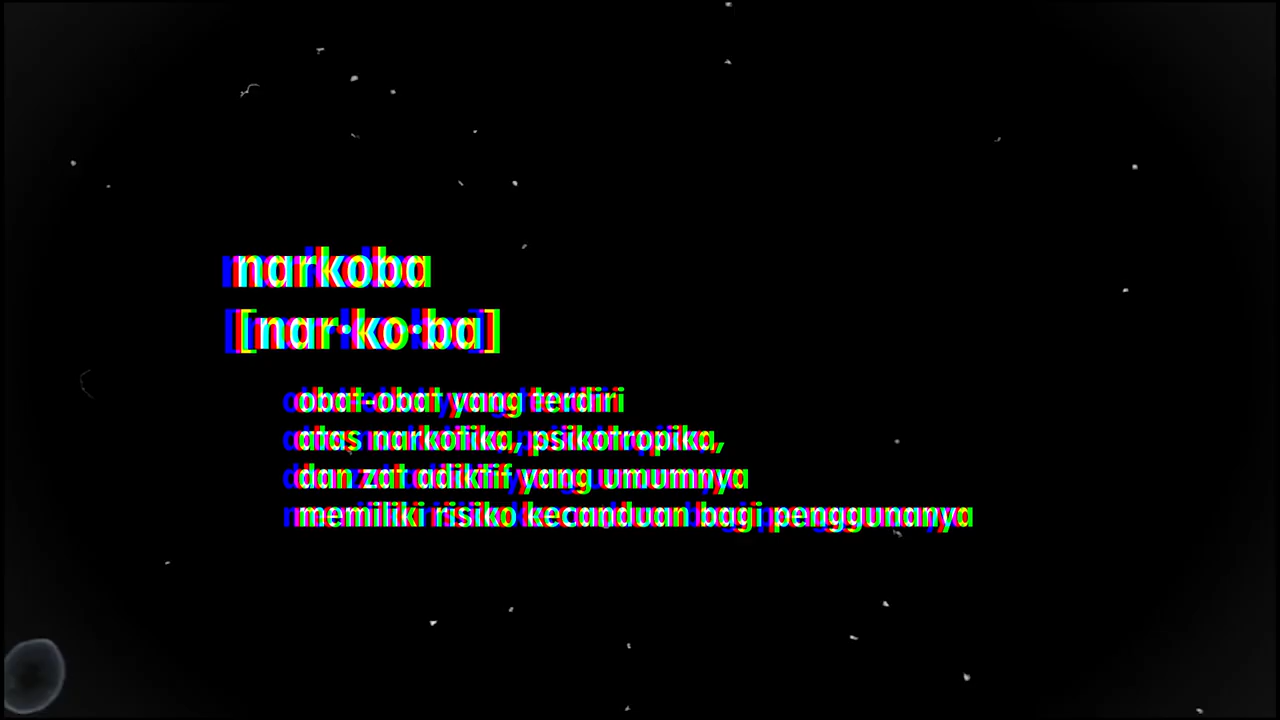 narkoba
[nar·ko·ba]
obat-obat yang terdiri
atas narkotika, psikotropika,
dan zat adiktif yang umumnya
memiliki risiko kecanduan bagi penggunanya